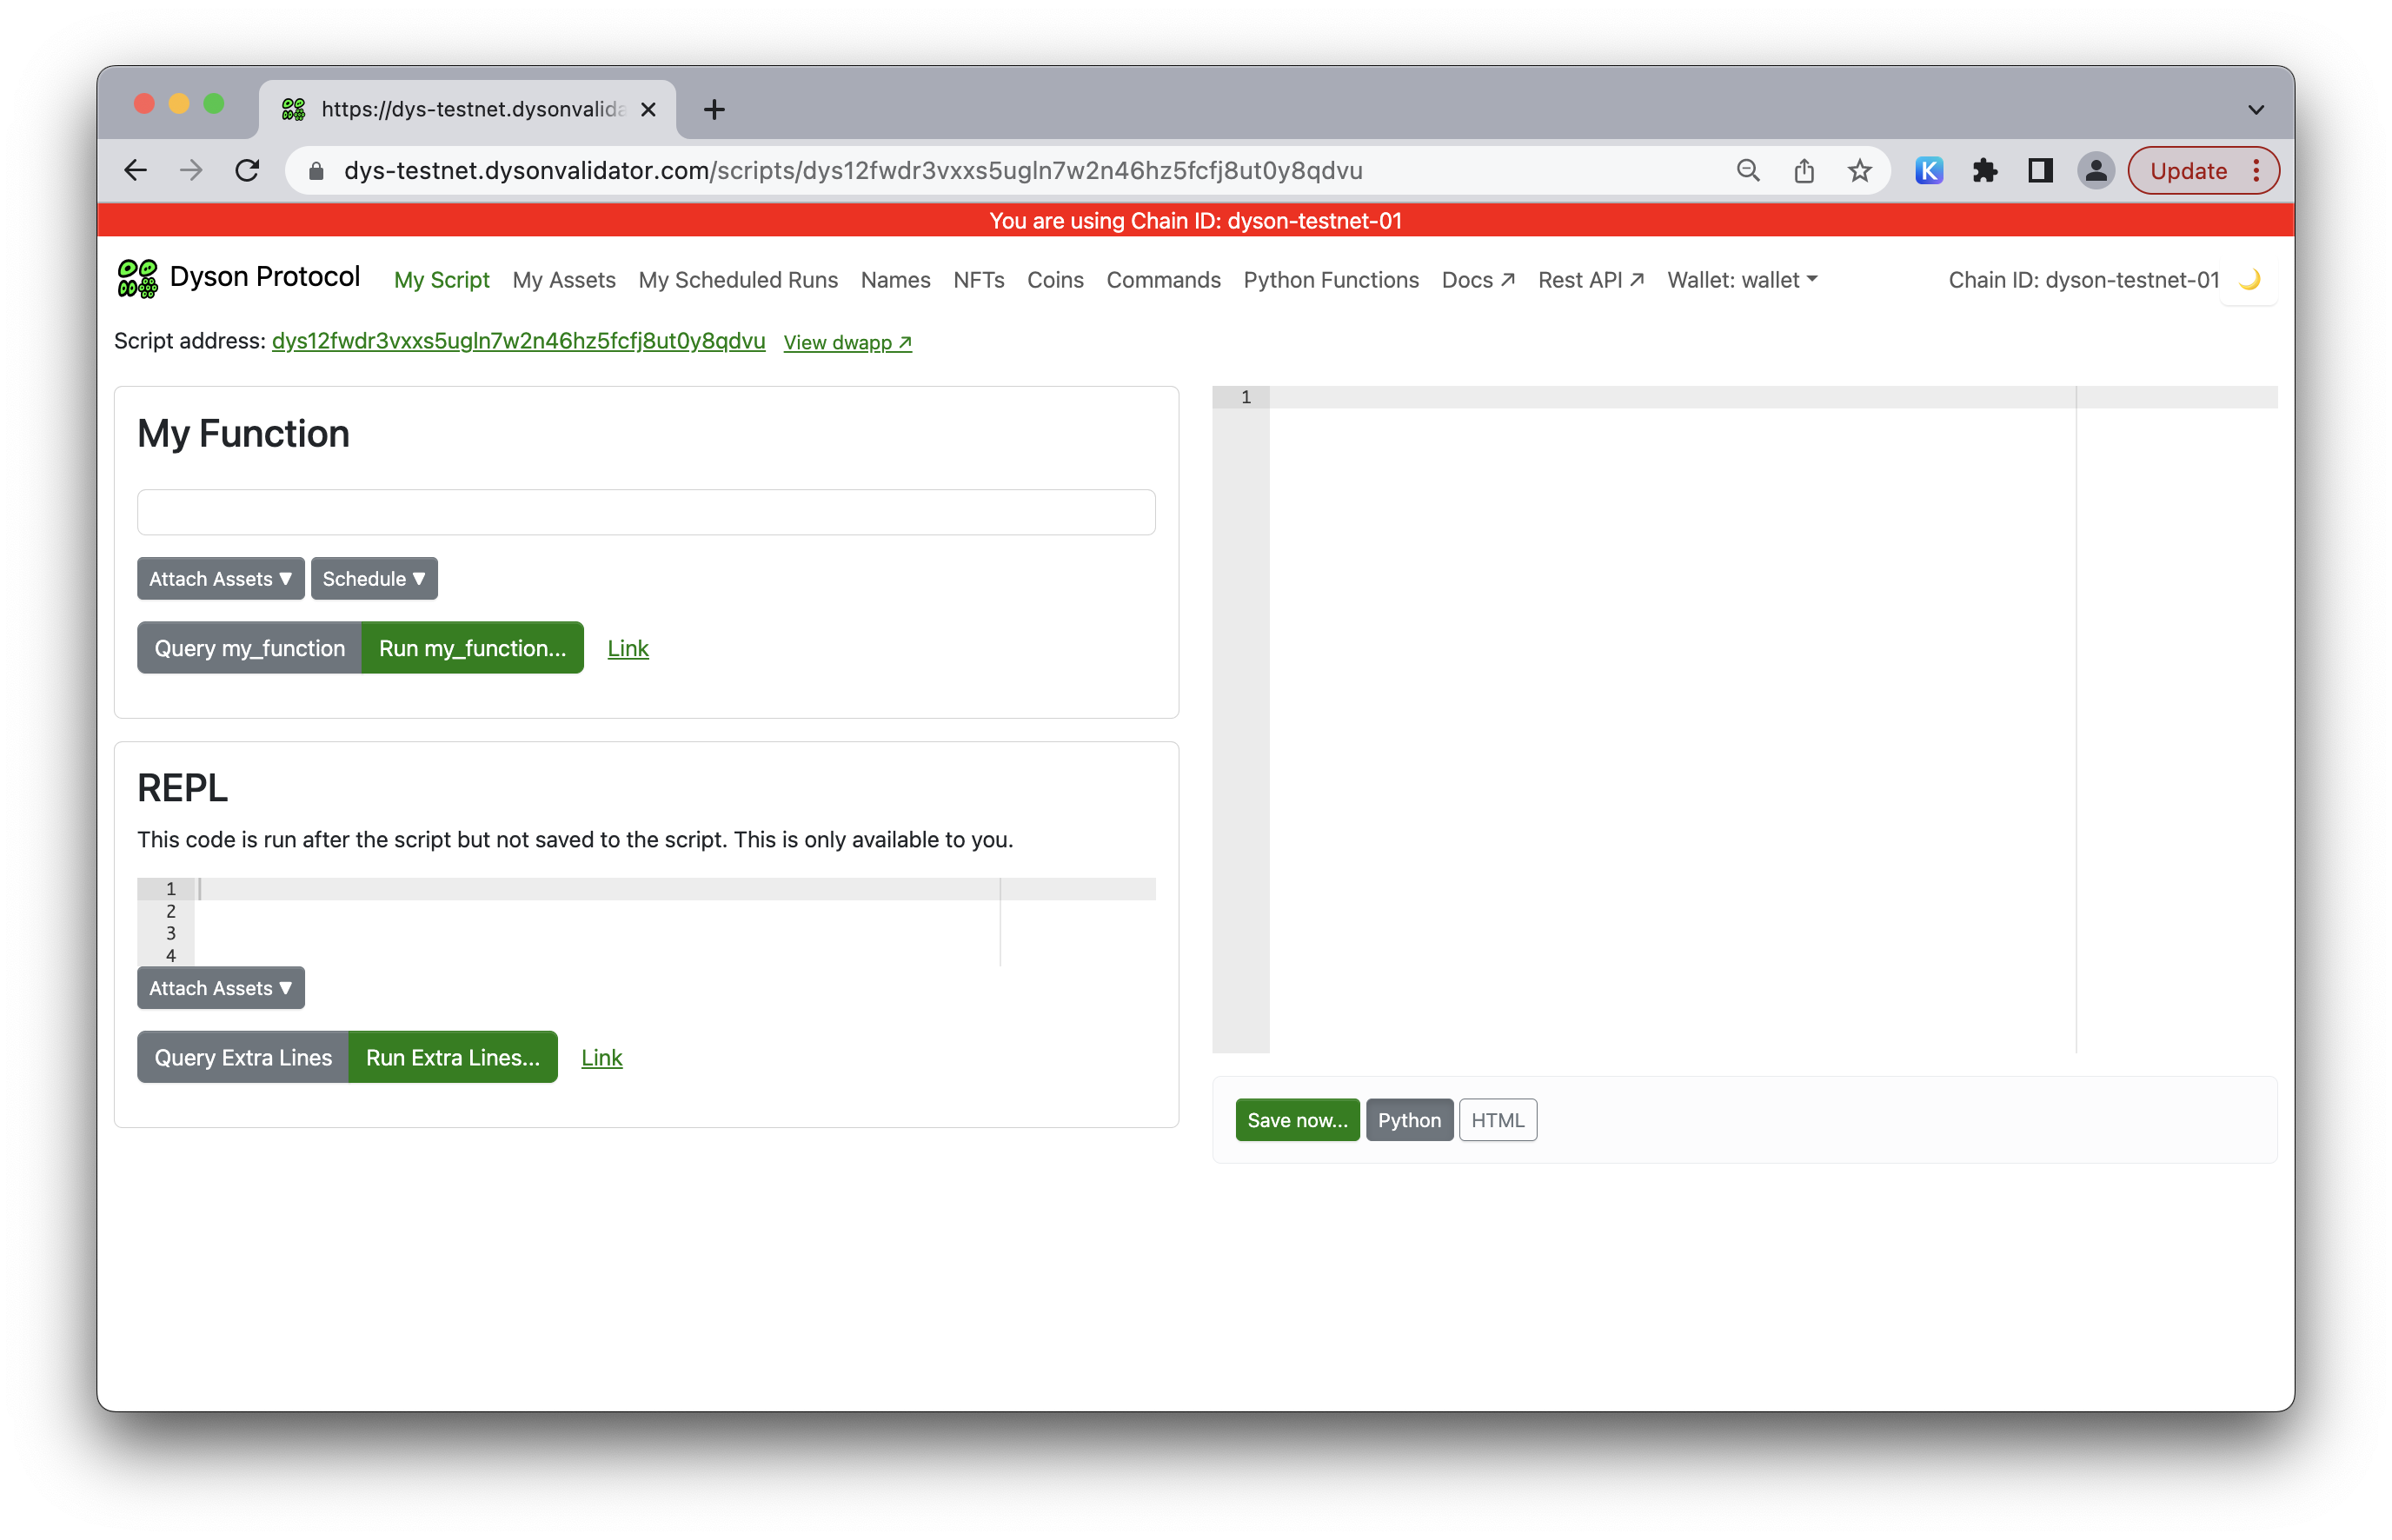 https://dys-testnet.dysonvalida
dys-testnet.dysonvalidator.com/scripts/dys12fwdr3vxxs5ugln7w2n46hz5fcfj8ut0y8qdvu
K
Update
You are using Chain ID: dyson-testnet-01
Dyson Protocol My Script My Assets My Scheduled Runs Names NFTs Coins Commands Python Functions Docs ↗ Rest API ↗ Wallet: wallet Chain ID: dyson-testnet-01
Script address: dys12fwdr3vxxs5ugln7w2n46hz5fcfj8ut0y8qdvu View dwapp ↗
My Function
Attach Assets ▼ Schedule ▼
Query my_function Run my_function... Link
REPL
This code is run after the script but not saved to the script. This is only available to you.
1
2
3
4
Attach Assets ▼
Query Extra Lines Run Extra Lines... Link
1
Save now... Python HTML